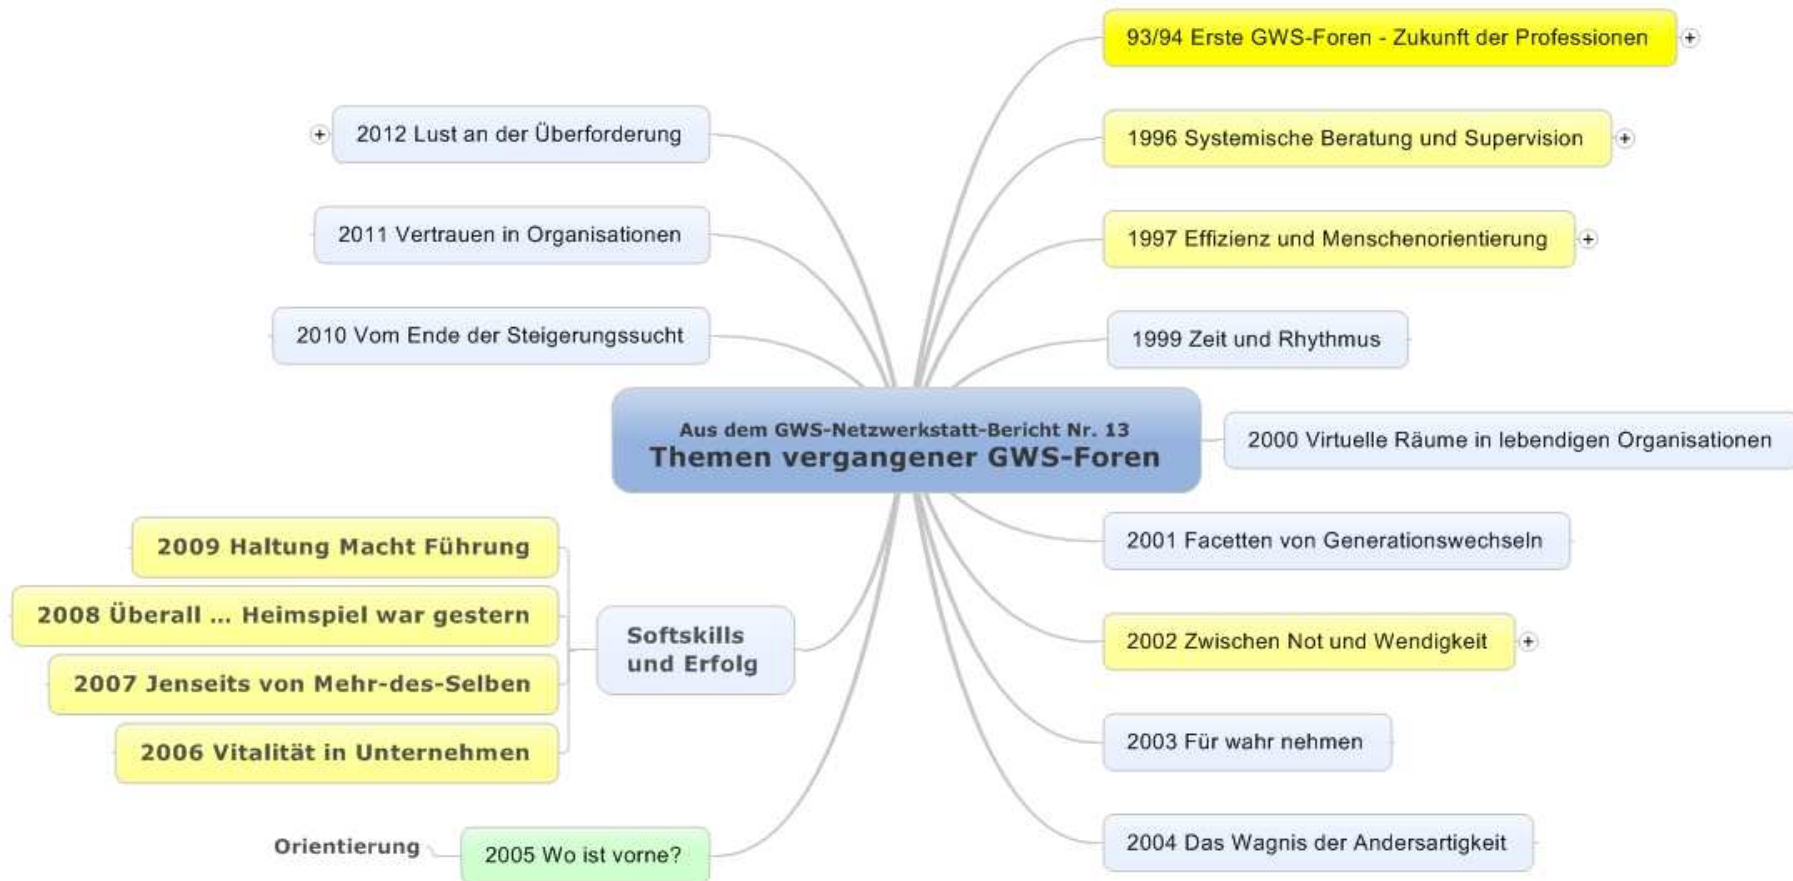 Aus dem GWS-Netzwerkstatt-Bericht Nr. 13
Themen vergangener GWS-Foren
93/94 Erste GWS-Foren - Zukunft der Professionen
1996 Systemische Beratung und Supervision
1997 Effizienz und Menschenorientierung
1999 Zeit und Rhythmus
2000 Virtuelle Räume in lebendigen Organisationen
2001 Facetten von Generationswechseln
2002 Zwischen Not und Wendigkeit
2003 Für wahr nehmen
2004 Das Wagnis der Andersartigkeit
2005 Wo ist vorne?
Orientierung
Softskills
und Erfolg
2009 Haltung Macht Führung
2008 Überall ... Heimspiel war gestern
2007 Jenseits von Mehr-des-Selben
2006 Vitalität in Unternehmen
2010 Vom Ende der Steigerungssucht
2011 Vertrauen in Organisationen
2012 Lust an der Überforderung